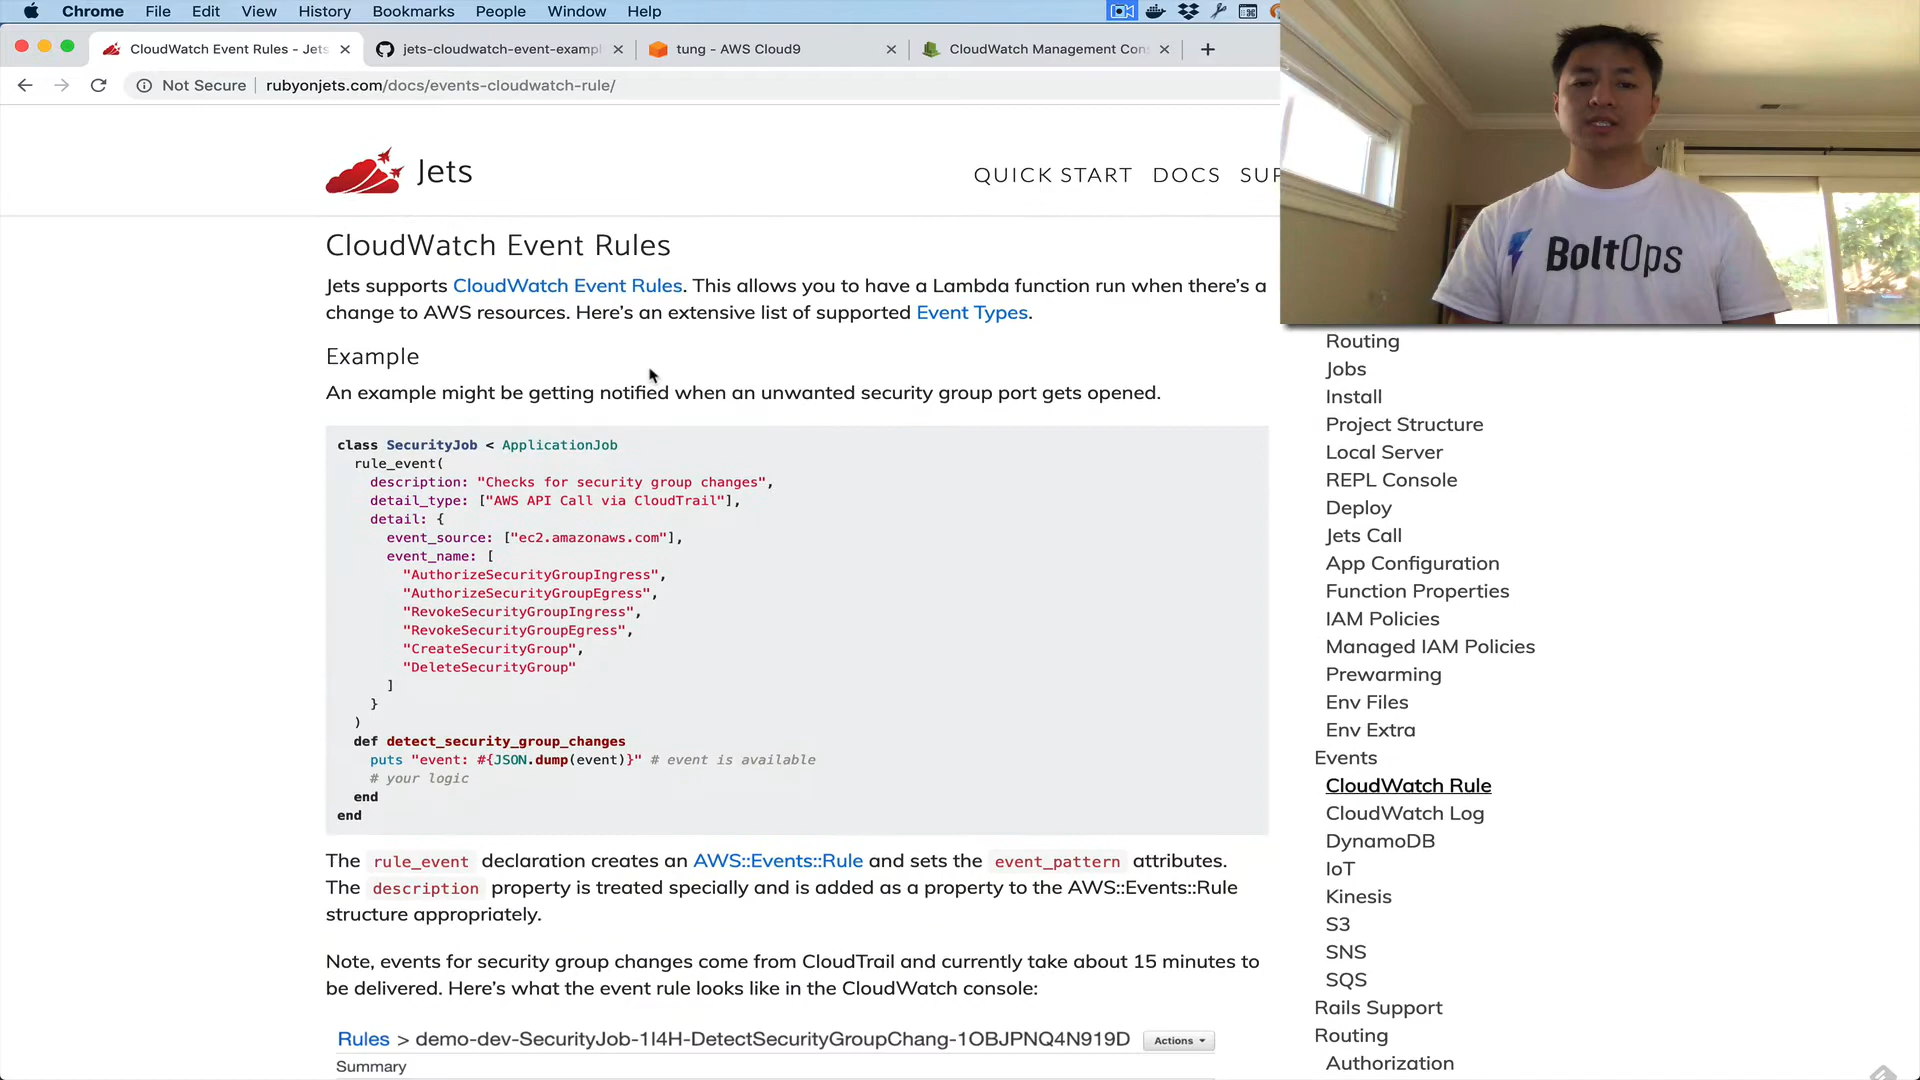 Chrome File Edit View History Bookmarks People Window Help
CloudWatch Event Rules - Jets
jets-cloudwatch-event-exampl
tung - AWS Cloud9
CloudWatch Management Con
Not Secure | rubyonjets.com/docs/events-cloudwatch-rule/
Jets
QUICK START DOCS SUP
BoltOps
CloudWatch Event Rules
Jets supports CloudWatch Event Rules. This allows you to have a Lambda function run when there's a
change to AWS resources. Here's an extensive list of supported Event Types.
Example
An example might be getting notified when an unwanted security group port gets opened.
class SecurityJob < ApplicationJob
rule_event(
description: "Checks for security group changes",
detail_type: ["AWS API Call via CloudTrail"],
detail: {
event_source: ["ec2.amazonaws.com"],
event_name: [
"AuthorizeSecurityGroupIngress",
"AuthorizeSecurityGroupEgress",
"RevokeSecurityGroupIngress",
"RevokeSecurityGroupEgress",
"CreateSecurityGroup",
"DeleteSecurityGroup"
]
}
)
def detect_security_group_changes
puts "event: #{JSON.dump(event)}" # event is available
# your logic
end
end
The rule_event declaration creates an AWS::Events::Rule and sets the event_pattern attributes.
The description property is treated specially and is added as a property to the AWS::Events::Rule
structure appropriately.
Note, events for security group changes come from CloudTrail and currently take about 15 minutes to
be delivered. Here's what the event rule looks like in the CloudWatch console:
Rules > demo-dev-SecurityJob-1I4H-DetectSecurityGroupChang-1OBJPNQ4N919D Actions
Summary
Routing
Jobs
Install
Project Structure
Local Server
REPL Console
Deploy
Jets Call
App Configuration
Function Properties
IAM Policies
Managed IAM Policies
Prewarming
Env Files
Env Extra
Events
CloudWatch Rule
CloudWatch Log
DynamoDB
IoT
Kinesis
S3
SNS
SQS
Rails Support
Routing
Authorization